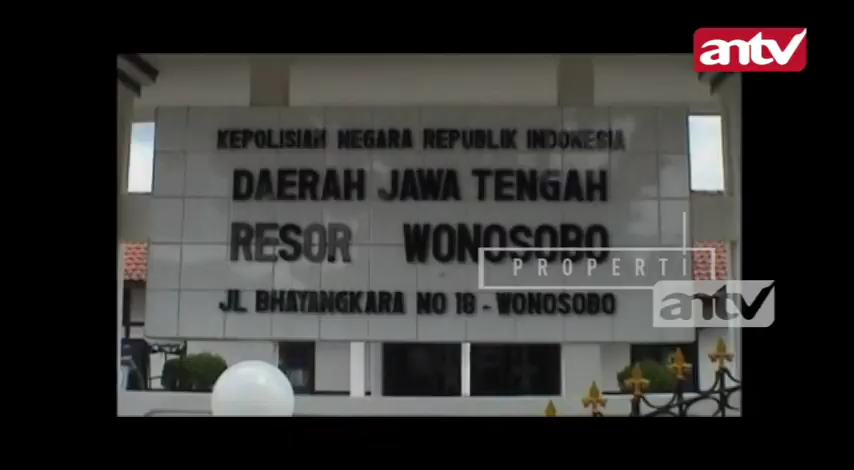 antv
KEPOLISIAN NEGARA REPUBLIK INDONESIA
DAERAH JAWA TENGAH
RESOR WONOSOBO
PROPERTI
antv
JL BHAYANGKARA NO 18 - WONOSOBO